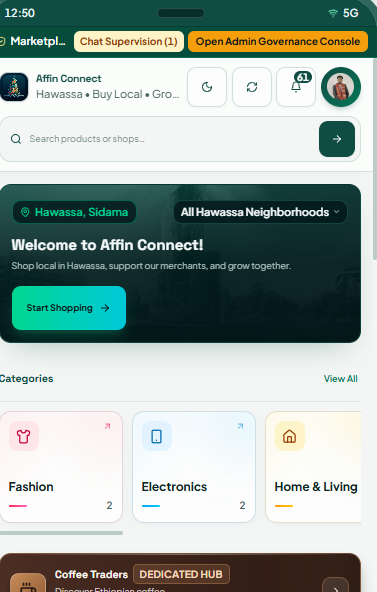 12:50 5G
Marketpl... Chat Supervision (1) Open Admin Governance Console
Affin Connect
Hawassa • Buy Local • Gro...
61
Search products or shops...
Hawassa, Sidama All Hawassa Neighborhoods
Welcome to Affin Connect!
Shop local in Hawassa, support our merchants, and grow together.
Start Shopping
Categories View All
Fashion
2
Electronics
2
Home & Living
Coffee Traders DEDICATED HUB
Discover Ethiopian coffee